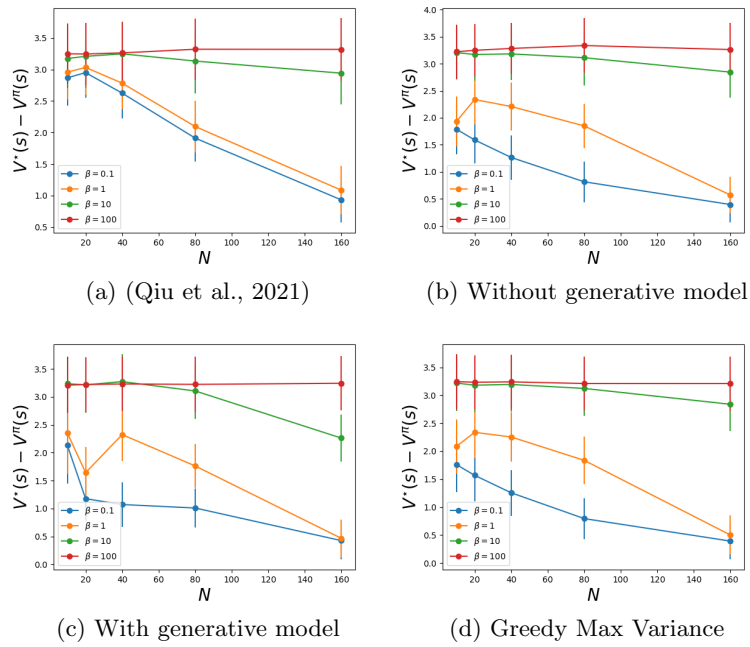 V*(s) − V^π(s)
3.5
3.0
2.5
2.0
1.5
1.0
0.5
β = 0.1
β = 1
β = 10
β = 100
20 40 60 80 100 120 140 160
N
(a) (Qiu et al., 2021)
V*(s) − V^π(s)
4.0
3.5
3.0
2.5
2.0
1.5
1.0
0.5
0.0
β = 0.1
β = 1
β = 10
β = 100
20 40 60 80 100 120 140 160
N
(b) Without generative model
V*(s) − V^π(s)
3.5
3.0
2.5
2.0
1.5
1.0
0.5
0.0
β = 0.1
β = 1
β = 10
β = 100
20 40 60 80 100 120 140 160
N
(c) With generative model
V*(s) − V^π(s)
3.5
3.0
2.5
2.0
1.5
1.0
0.5
0.0
β = 0.1
β = 1
β = 10
β = 100
20 40 60 80 100 120 140 160
N
(d) Greedy Max Variance